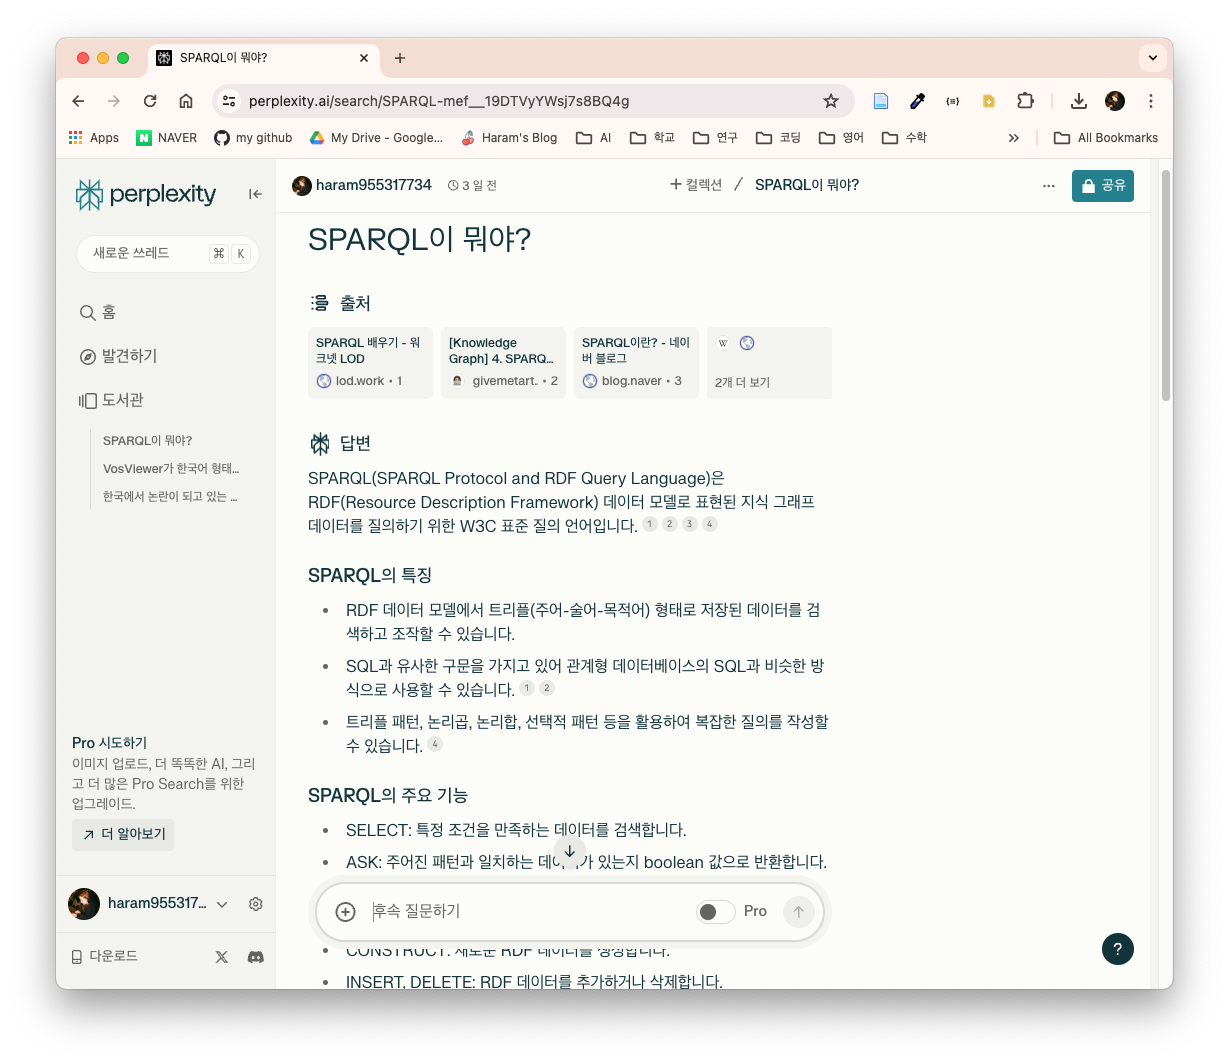 SPARQL이 뭐야?
perplexity.ai/search/SPARQL-mef__19DTVyYWsj7s8BQ4g
Apps
NAVER
my github
My Drive - Google...
Haram's Blog
AI
학교
연구
코딩
영어
수학
All Bookmarks
perplexity
새로운 쓰레드
⌘ K
홈
발견하기
도서관
SPARQL이 뭐야?
VosViewer가 한국어 형태...
한국에서 논란이 되고 있는 ...
Pro 시도하기
이미지 업로드, 더 똑똑한 AI, 그리
고 더 많은 Pro Search를 위한
업그레이드.
더 알아보기
haram955317...
다운로드
haram955317734
3 일 전
컬렉션 / SPARQL이 뭐야?
공유
SPARQL이 뭐야?
출처
SPARQL 배우기 - 워
크넷 LOD
lod.work • 1
[Knowledge
Graph] 4. SPARQ...
givemetart. • 2
SPARQL이란? - 네이
버 블로그
blog.naver • 3
W
2개 더 보기
답변
SPARQL(SPARQL Protocol and RDF Query Language)은
RDF(Resource Description Framework) 데이터 모델로 표현된 지식 그래프
데이터를 질의하기 위한 W3C 표준 질의 언어입니다. 1 2 3 4
SPARQL의 특징
• RDF 데이터 모델에서 트리플(주어-술어-목적어) 형태로 저장된 데이터를 검
색하고 조작할 수 있습니다.
• SQL과 유사한 구문을 가지고 있어 관계형 데이터베이스의 SQL과 비슷한 방
식으로 사용할 수 있습니다. 1 2
• 트리플 패턴, 논리곱, 논리합, 선택적 패턴 등을 활용하여 복잡한 질의를 작성할
수 있습니다. 4
SPARQL의 주요 기능
• SELECT: 특정 조건을 만족하는 데이터를 검색합니다.
• ASK: 주어진 패턴과 일치하는 데이터가 있는지 boolean 값으로 반환합니다.
후속 질문하기
Pro
• CONSTRUCT: 새로운 RDF 데이터를 생성합니다.
• INSERT, DELETE: RDF 데이터를 추가하거나 삭제합니다.
?